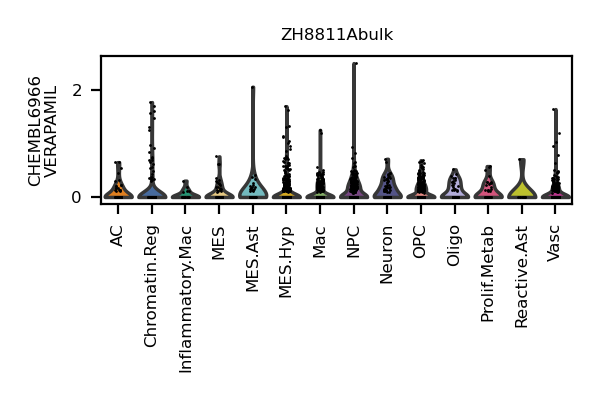 ZH8811Abulk
CHEMBL6966
VERAPAMIL
2
0
AC
Chromatin.Reg
Inflammatory.Mac
MES
MES.Ast
MES.Hyp
Mac
NPC
Neuron
OPC
Oligo
Prolif.Metab
Reactive.Ast
Vasc